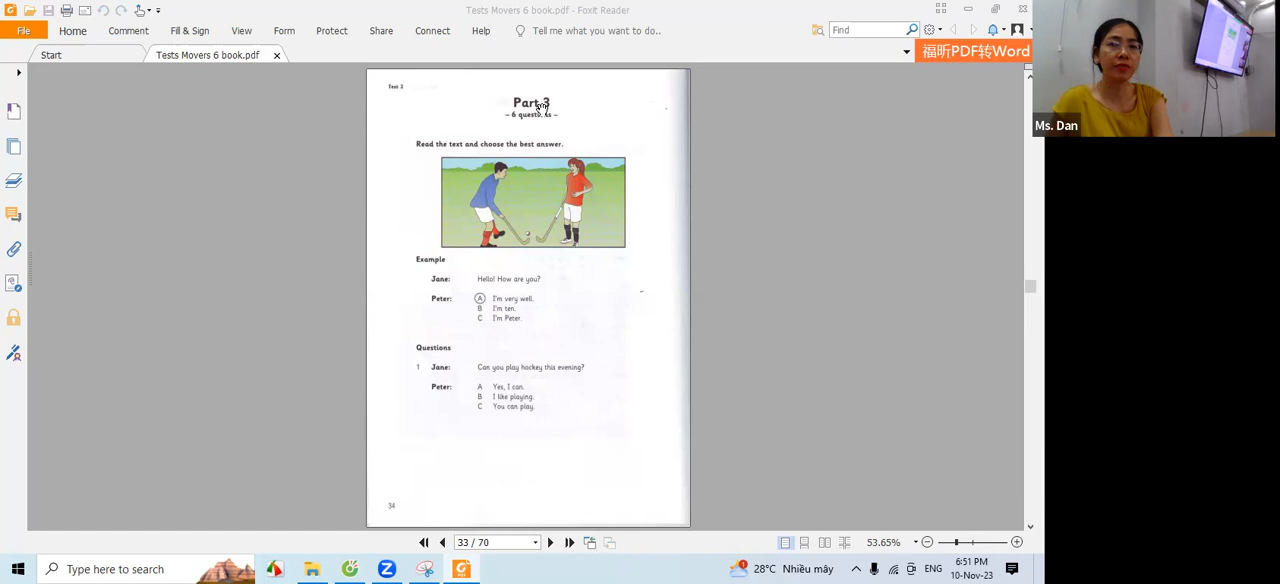 Tests Movers 6 book.pdf - Foxit Reader
File Home Comment Fill & Sign View Form Protect Share Connect Help Tell me what you want to do.. Find
福昕PDF转Word
Start Tests Movers 6 book.pdf
Ms. Dan
Test 2
Part 3
– 6 questions –
Read the text and choose the best answer.
Example
Jane: Hello! How are you?
Peter: A I'm very well.
B I'm ten.
C I'm Peter.
Questions
1 Jane: Can you play hockey this evening?
Peter: A Yes, I can.
B I like playing.
C You can play.
34
33 / 70
53.65%
Type here to search
28°C Nhiều mây
ENG
6:51 PM
10-Nov-23